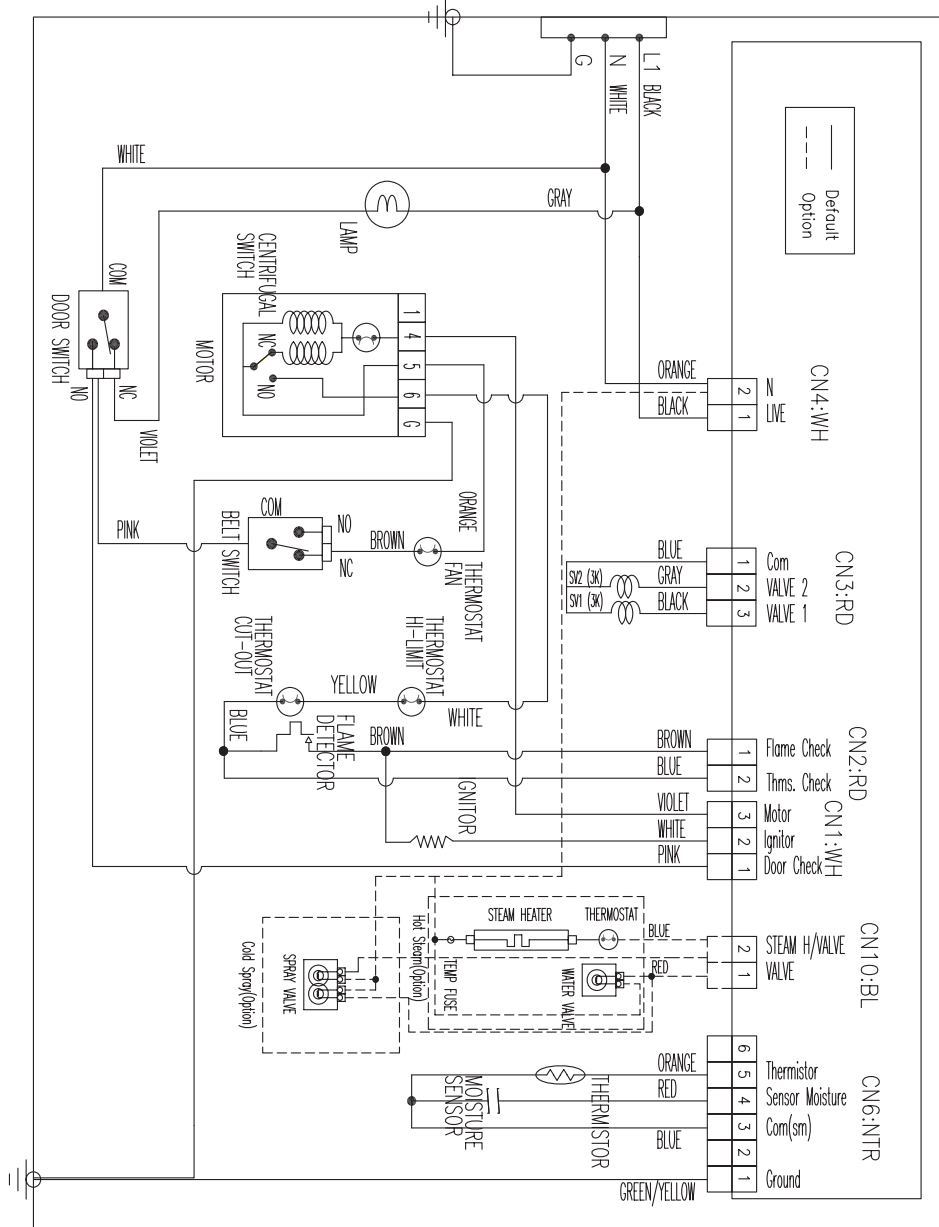 G
N
WHITE
L1 BLACK
Default
Option
WHITE
GRAY
LAMP
COM
DOOR SWITCH
NC
NO
VIOLET
PINK
CENTRIFUGAL
SWITCH
NC
NO
MOTOR
1
4
5
6
G
COM
BELT SWITCH
NO
NC
BROWN
ORANGE
THERMOSTAT
FAN
THERMOSTAT
HI-LIMIT
WHITE
YELLOW
THERMOSTAT
CUT-OUT
BLUE
FLAME
DETECTOR
BROWN
GNITOR
CN4:WH
ORANGE
2
N
BLACK
1
LIVE
CN3:RD
BLUE
1
Com
SV2 (3K)
GRAY
2
VALVE 2
SV1 (3K)
BLACK
3
VALVE 1
CN2:RD
BROWN
1
Flame Check
BLUE
2
Thms. Check
CN1:WH
VIOLET
3
Motor
WHITE
2
Ignitor
PINK
1
Door Check
CN10:BL
BLUE
2
STEAM H/VALVE
RED
1
VALVE
STEAM HEATER
THERMOSTAT
TEMP FUSE
WATER VALVE
Hot Steam(Option)
SPRAY VALVE
Cold Spray(Option)
CN6:NTR
6
ORANGE
5
Thermistor
RED
4
Sensor Moisture
BLUE
3
Com(sm)
2
1
Ground
GREEN/YELLOW
THERMISTOR
MOISTURE
SENSOR